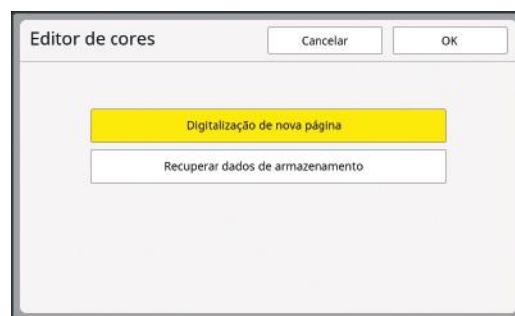 Editor de cores
Cancelar
OK
Digitalização de nova página
Recuperar dados de armazenamento